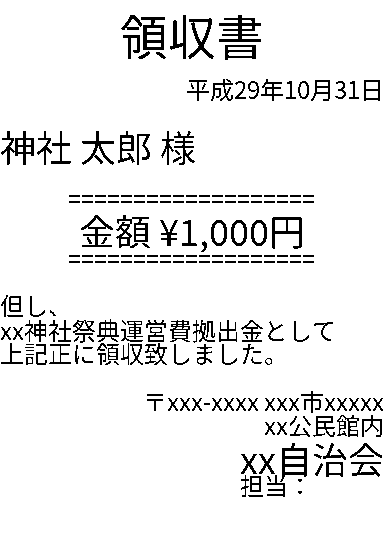 領収書
平成29年10月31日
神社 太郎 様
===================
金額 ¥1,000円
===================
但し、
xx神社祭典運営費拠出金として
上記正に領収致しました。
〒xxx-xxxx xxx市xxxxx
xx公民館内
xx自治会
担当：